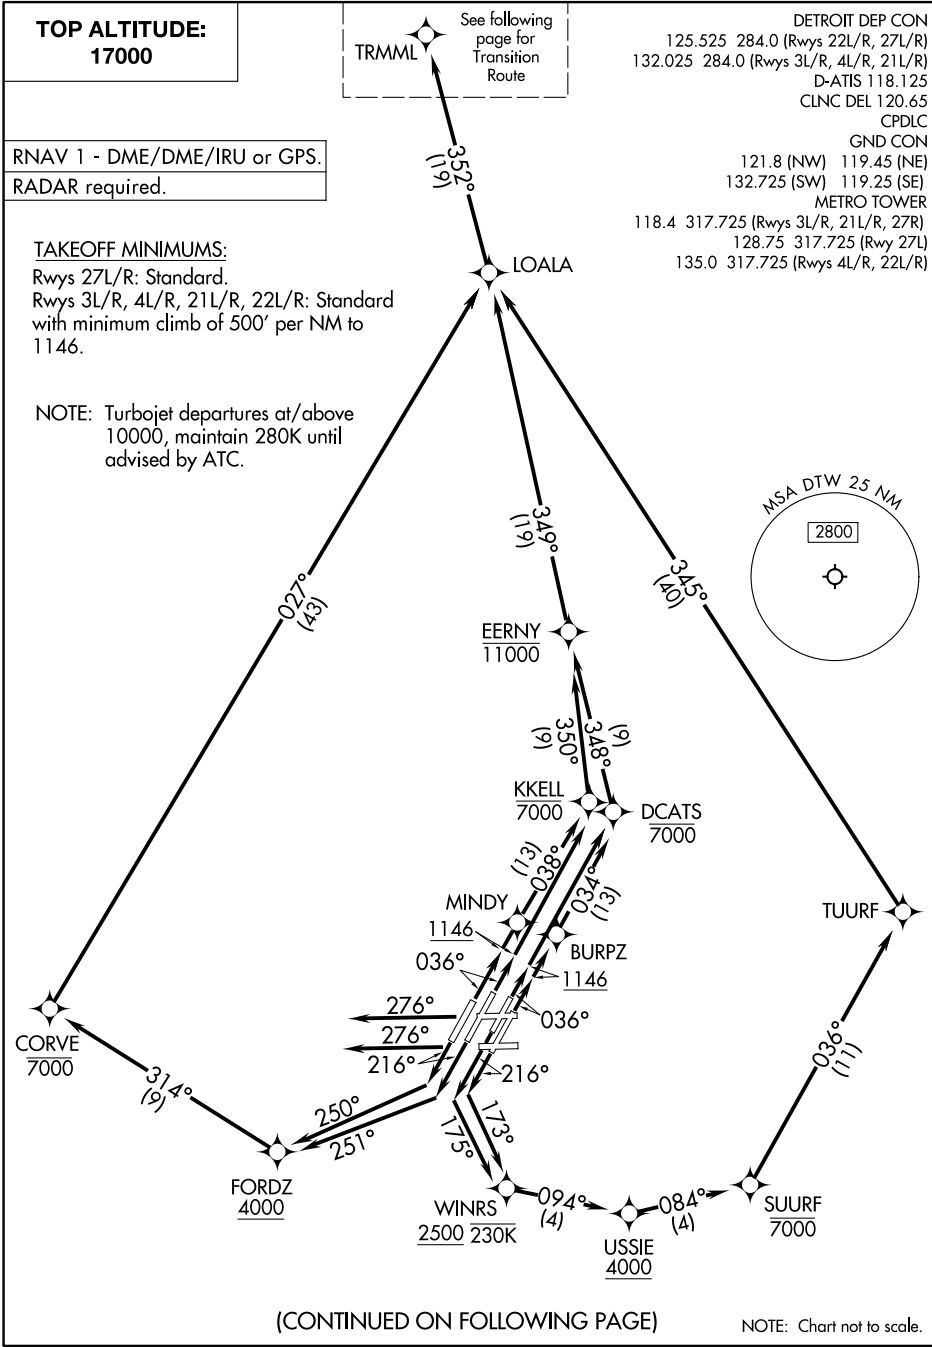 TOP ALTITUDE:
17000
TRMML
See following
page for
Transition
Route
DETROIT DEP CON
125.525 284.0 (Rwys 22L/R, 27L/R)
132.025 284.0 (Rwys 3L/R, 4L/R, 21L/R)
D-ATIS 118.125
CLNC DEL 120.65
CPDLC
GND CON
121.8 (NW) 119.45 (NE)
132.725 (SW) 119.25 (SE)
METRO TOWER
118.4 317.725 (Rwys 3L/R, 21L/R, 27R)
128.75 317.725 (Rwy 27L)
135.0 317.725 (Rwys 4L/R, 22L/R)
RNAV 1 - DME/DME/IRU or GPS.
RADAR required.
352°
(19)
TAKEOFF MINIMUMS:
Rwys 27L/R: Standard.
Rwys 3L/R, 4L/R, 21L/R, 22L/R: Standard
with minimum climb of 500' per NM to
1146.
LOALA
NOTE: Turbojet departures at/above
10000, maintain 280K until
advised by ATC.
MSA DTW 25 NM
2800
349°
(19)
345°
(40)
027°
(43)
EERNY
11000
350°
(9)
348°
(9)
KKELL
7000
DCATS
7000
038°
(13)
034°
(13)
MINDY
1146
BURPZ
1146
TUURF
036°
036°
276°
276°
216°
216°
CORVE
7000
314°
(9)
250°
251°
175°
173°
036°
(11)
FORDZ
4000
WINRS
2500 230K
094°
(4)
USSIE
4000
084°
(4)
SUURF
7000
(CONTINUED ON FOLLOWING PAGE)
NOTE: Chart not to scale.